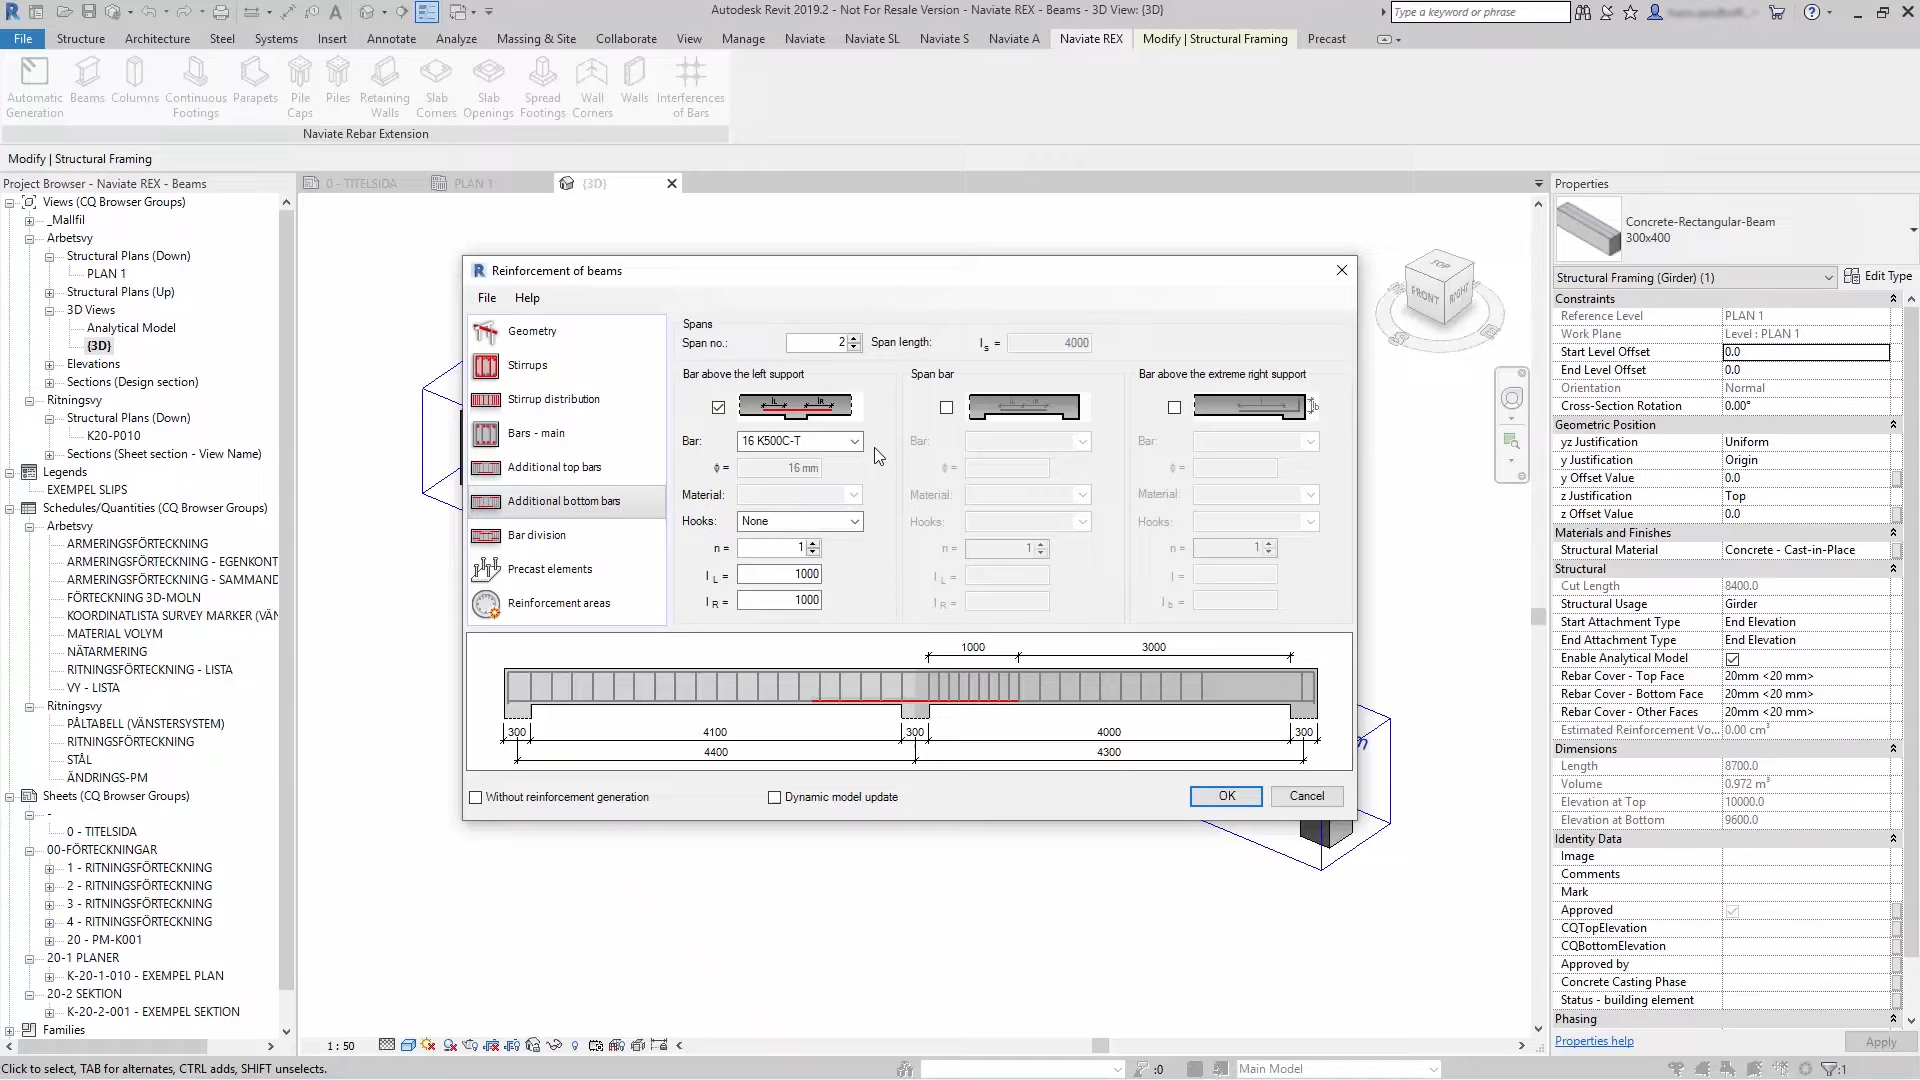 Autodesk Revit 2019.2 - Not For Resale Version - Naviate REX - Beams - 3D View: {3D}
Type a keyword or phrase
File Structure Architecture Steel Systems Insert Annotate Analyze Massing & Site Collaborate View Manage Naviate Naviate SL Naviate S Naviate A Naviate REX Modify | Structural Framing Precast
Automatic Generation
Beams
Columns
Continuous Footings
Parapets
Pile Caps
Piles
Retaining Walls
Slab Corners
Slab Openings
Spread Footings
Wall Corners
Walls
Interferences of Bars
Naviate Rebar Extension
Modify | Structural Framing
Project Browser - Naviate REX - Beams
Views (CQ Browser Groups)
_Mallfil
Arbetsvy
Structural Plans (Down)
PLAN 1
Structural Plans (Up)
3D Views
Analytical Model
{3D}
Elevations
Sections (Design section)
Ritningsvy
Structural Plans (Down)
K20-P010
Sections (Sheet section - View Name)
Legends
EXEMPEL SLIPS
Schedules/Quantities (CQ Browser Groups)
Arbetsvy
ARMERINGSFÖRTECKNING
ARMERINGSFÖRTECKNING - EGENKONT
ARMERINGSFÖRTECKNING - SAMMAND
FÖRTECKNING 3D-MOLN
KOORDINATLISTA SURVEY MARKER (VÄN
MATERIAL VOLYM
NÄTARMERING
RITNINGSFÖRTECKNING - LISTA
VY - LISTA
Ritningsvy
PÅLTABELL (VÄNSTERSYSTEM)
RITNINGSFÖRTECKNING
STÅL
ÄNDRINGS-PM
Sheets (CQ Browser Groups)
-
0 - TITELSIDA
00-FÖRTECKNINGAR
1 - RITNINGSFÖRTECKNING
2 - RITNINGSFÖRTECKNING
3 - RITNINGSFÖRTECKNING
4 - RITNINGSFÖRTECKNING
20 - PM-K001
20-1 PLANER
K-20-1-010 - EXEMPEL PLAN
20-2 SEKTION
K-20-2-001 - EXEMPEL SEKTION
Families
0 - TITELSIDA
PLAN 1
{3D}
TOP
FRONT
RIGHT
Reinforcement of beams
File Help
Geometry
Stirrups
Stirrup distribution
Bars - main
Additional top bars
Additional bottom bars
Bar division
Precast elements
Reinforcement areas
Spans
Span no.: 2 Span length: ls = 4000
Bar above the left support
Bar: 16 K500C-T
ϕ = 16 mm
Material:
Hooks: None
n = 1
l L = 1000
l R = 1000
Span bar
Bar:
ϕ =
Material:
Hooks:
n = 1
l L =
l R =
Bar above the extreme right support
Bar:
ϕ =
Material:
Hooks:
n = 1
l =
l b =
1000 3000
300 4100 300 4000 300
4400 4300
Without reinforcement generation
Dynamic model update
OK
Cancel
Properties
Concrete-Rectangular-Beam
300x400
Structural Framing (Girder) (1) Edit Type
Constraints
Reference Level PLAN 1
Work Plane Level : PLAN 1
Start Level Offset 0.0
End Level Offset 0.0
Orientation Normal
Cross-Section Rotation 0.00°
Geometric Position
yz Justification Uniform
y Justification Origin
y Offset Value 0.0
z Justification Top
z Offset Value 0.0
Materials and Finishes
Structural Material Concrete - Cast-in-Place
Structural
Cut Length 8400.0
Structural Usage Girder
Start Attachment Type End Elevation
End Attachment Type End Elevation
Enable Analytical Model
Rebar Cover - Top Face 20mm <20 mm>
Rebar Cover - Bottom Face 20mm <20 mm>
Rebar Cover - Other Faces 20mm <20 mm>
Estimated Reinforcement Vo... 0.00 cm³
Dimensions
Length 8700.0
Volume 0.972 m³
Elevation at Top 10000.0
Elevation at Bottom 9600.0
Identity Data
Image
Comments
Mark
Approved
CQTopElevation
CQBottomElevation
Approved by
Concrete Casting Phase
Status - building element
Phasing
Properties help
Apply
1 : 50
Click to select, TAB for alternates, CTRL adds, SHIFT unselects.
:0
Main Model
:1